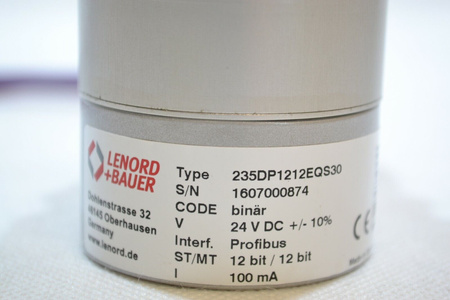 LENORD
+BAUER
Dohlenstrasse 32
46145 Oberhausen
Germany
www.lenord.de
Type 235DP1212EQS30
S/N 1607000874
CODE binär
V 24 V DC +/- 10%
Interf. Profibus
ST/MT 12 bit / 12 bit
I 100 mA
CE